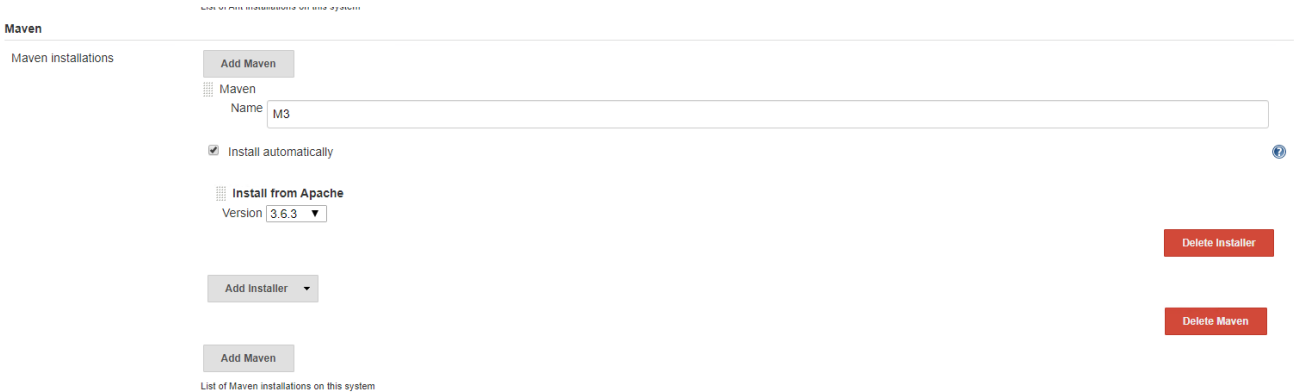 List of Ant installations on this system
Maven
Maven installations
Add Maven
Maven
Name M3
Install automatically
Install from Apache
Version 3.6.3
Delete Installer
Add Installer
Delete Maven
Add Maven
List of Maven installations on this system